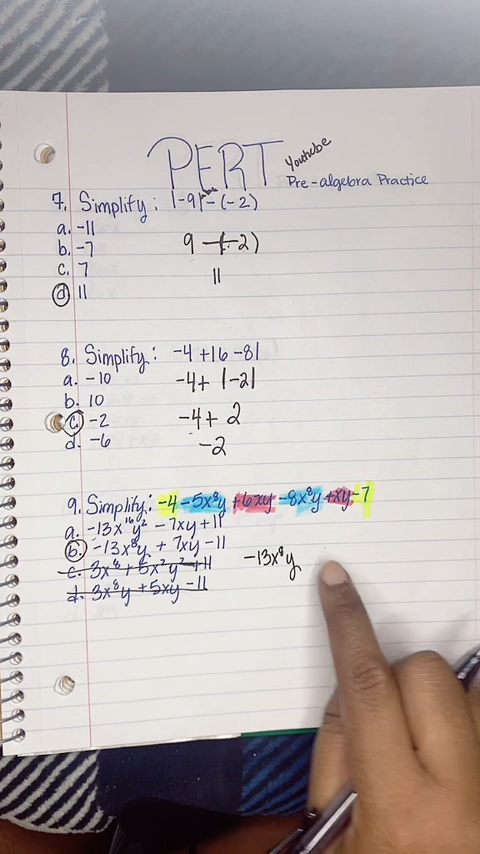 PERT Youtube
Pre-algebra Practice
7. Simplify: |-9|-(-2)
a. -11
b. -7
c. 7
d. 11
9 -(-2)
11
8. Simplify: -4 +|6 -8|
a. -10
b. 10
c. -2
d. -6
-4+ |-2|
-4+ 2
-2
9. Simplify: -4 -5x⁸y +6xy -8x⁸y +xy -7
a. -13x¹⁶y² -7xy +11
b. -13x⁸y + 7xy -11
c. 3x⁸ + 5x²y² +11
d. 3x⁸y +5xy -11
-13x⁸y